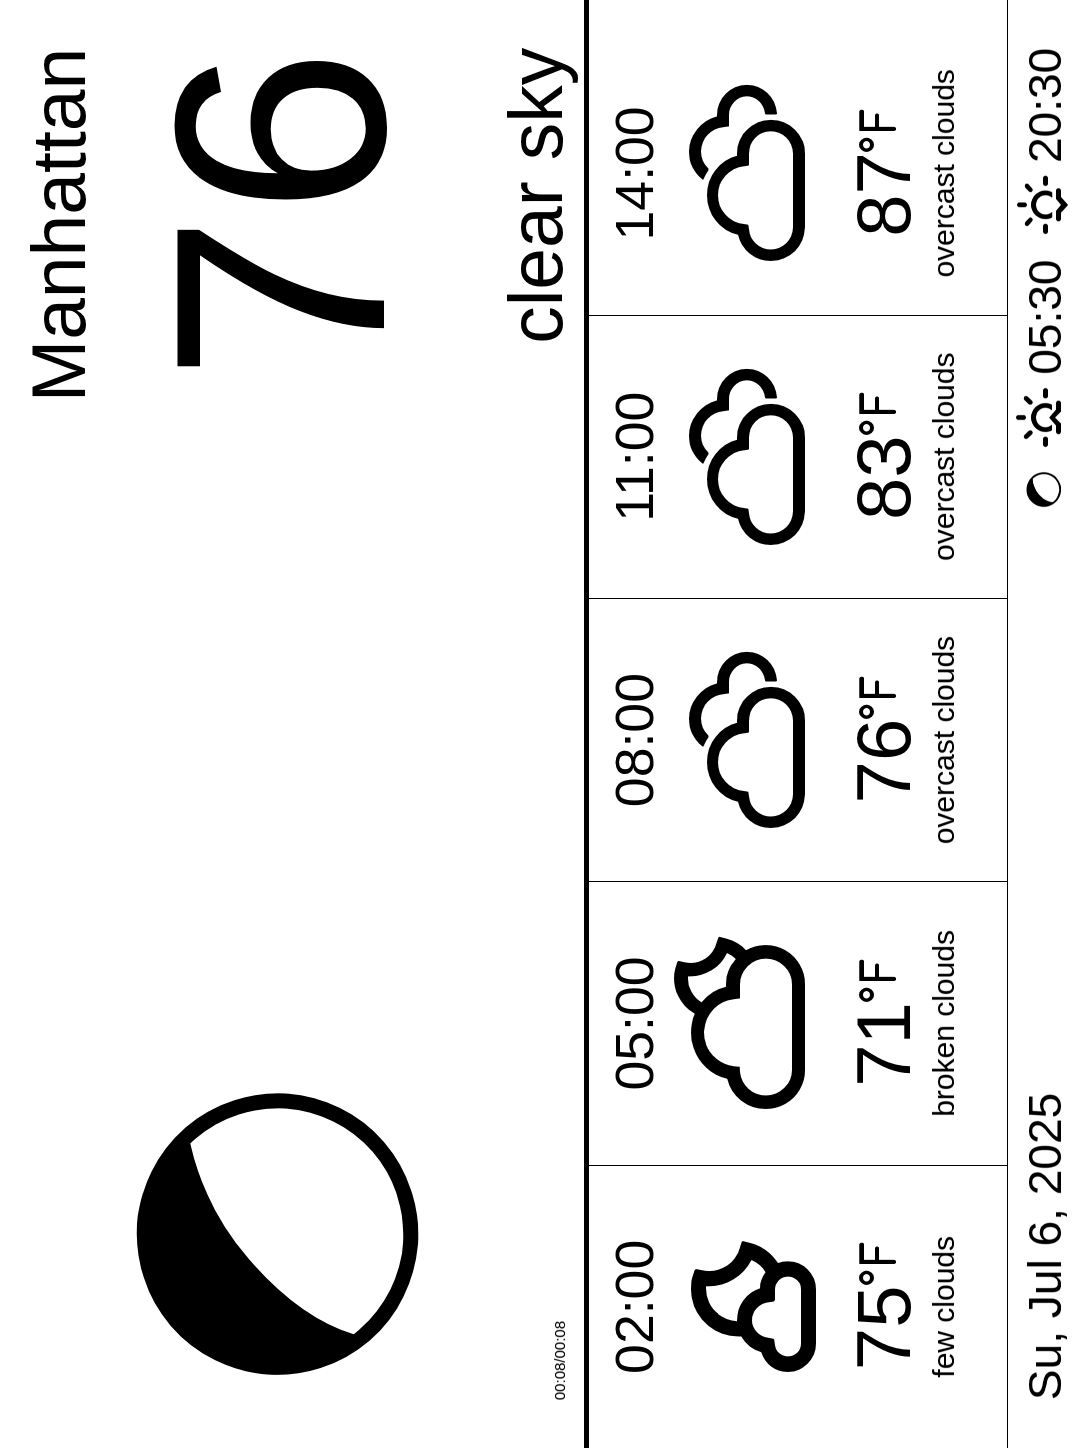 Manhattan
76
clear sky
00:08/00:08
02:00
75°F
few clouds
05:00
71°F
broken clouds
08:00
76°F
overcast clouds
11:00
83°F
overcast clouds
14:00
87°F
overcast clouds
Su, Jul 6, 2025
05:30 20:30